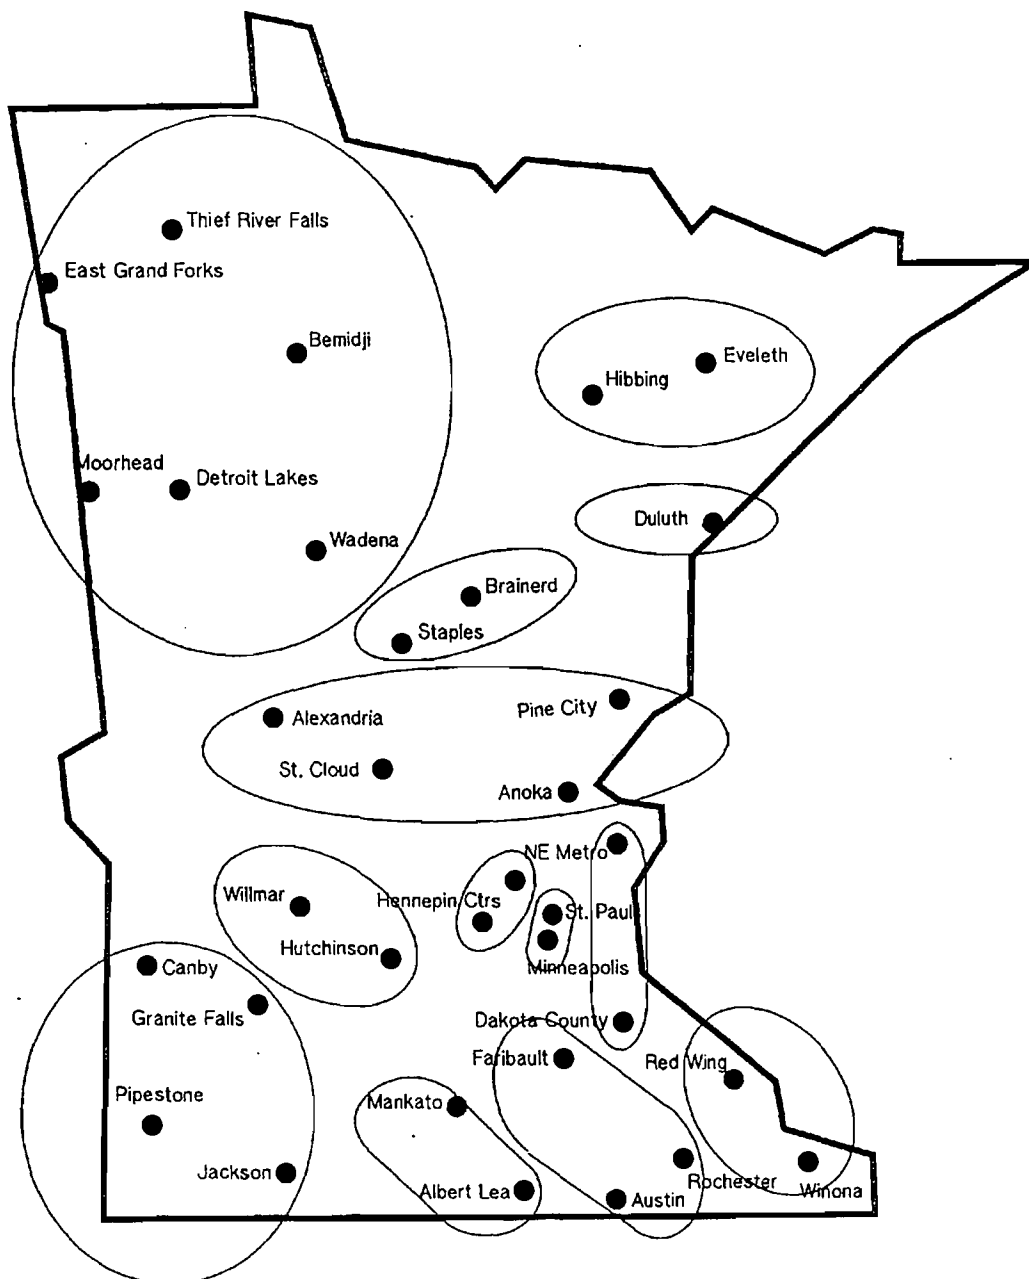 Thief River Falls
East Grand Forks
Bemidji
Eveleth
Hibbing
Moorhead
Detroit Lakes
Duluth
Wadena
Brainerd
Staples
Alexandria
Pine City
St. Cloud
Anoka
NE Metro
Willmar
Hennepin Ctrs
St. Paul
Hutchinson
Canby
Minneapolis
Granite Falls
Dakota County
Faribault
Red Wing
Pipestone
Mankato
Jackson
Rochester
Albert Lea
Winona
Austin